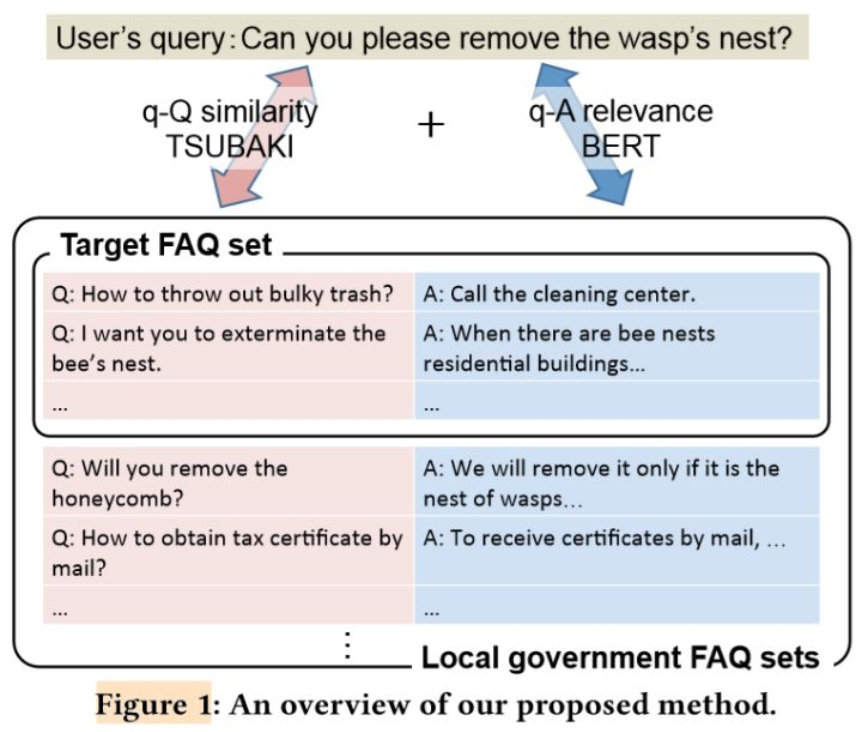 User's query: Can you please remove the wasp's nest?
q-Q similarity
TSUBAKI
+
q-A relevance
BERT
Target FAQ set
Q: How to throw out bulky trash?
A: Call the cleaning center.
Q: I want you to exterminate the
bee's nest.
A: When there are bee nests
residential buildings...
...
...
Q: Will you remove the
honeycomb?
A: We will remove it only if it is the
nest of wasps...
Q: How to obtain tax certificate by
mail?
A: To receive certificates by mail, ...
...
...
Local government FAQ sets
Figure 1: An overview of our proposed method.